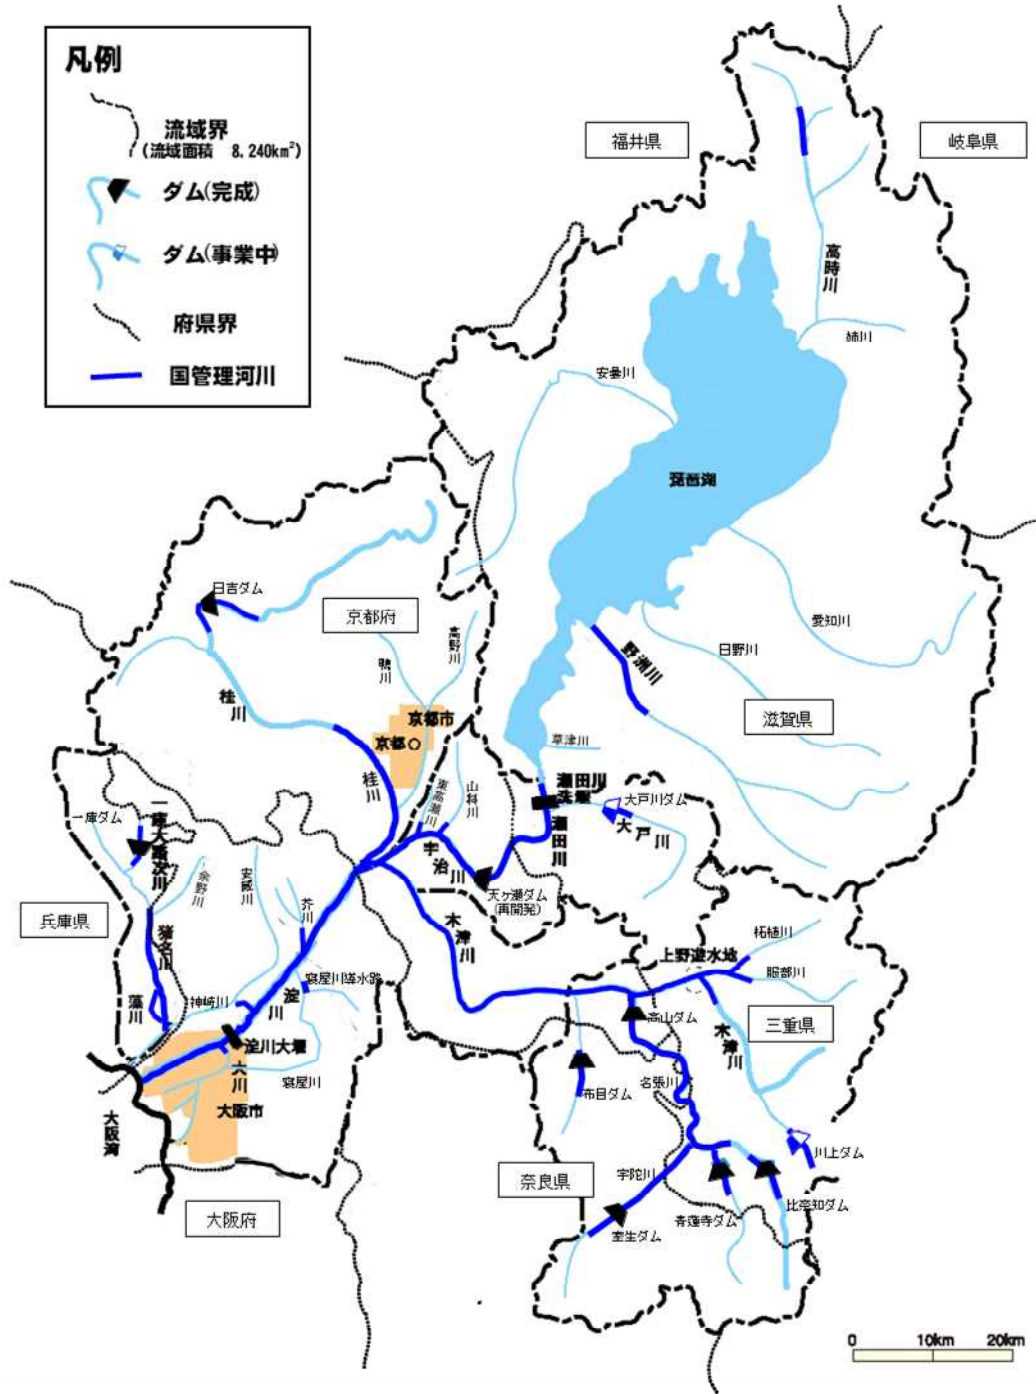 凡例
流域界
(流域面積 8.240km²)
ダム(完成)
ダム(事業中)
府県界
国管理河川
福井県
岐阜県
高時川
姉川
安曇川
琵琶湖
日吉ダム
京都府
高野川
鴨川
愛知川
日野川
野洲川
滋賀県
桂川
京都市
京都
草津川
桂川
東高瀬川
山科川
瀬田川
洗堰
大戸川ダム
大戸川
瀬田川
一庫ダム
一庫大路次川
宇治川
天ヶ瀬ダム
(再開発)
余野川
安威川
芥川
兵庫県
猪名川
木津川
上野遊水地
柘植川
服部川
寝屋川導水路
淀川
藻川
神崎川
高山ダム
木津川
三重県
淀川大堰
大川
寝屋川
大阪市
大阪湾
布目ダム
名張川
川上ダム
奈良県
宇陀川
大阪府
室生ダム
青蓮寺ダム
比奈知ダム
0 10km 20km